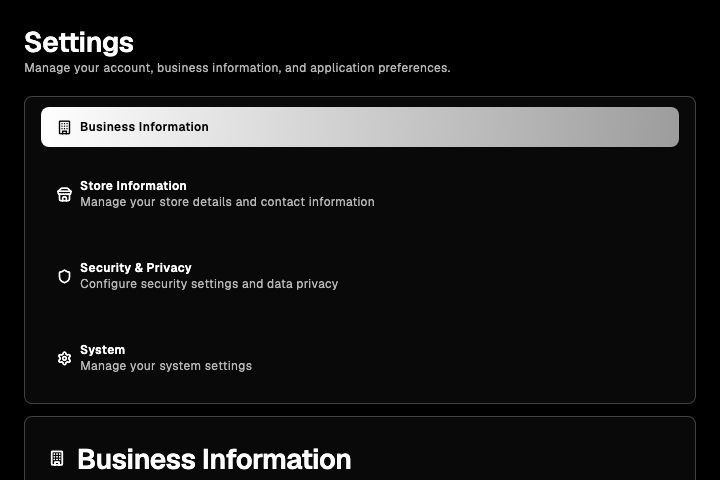 Settings
Manage your account, business information, and application preferences.
Business Information
Store Information
Manage your store details and contact information
Security & Privacy
Configure security settings and data privacy
System
Manage your system settings
Business Information